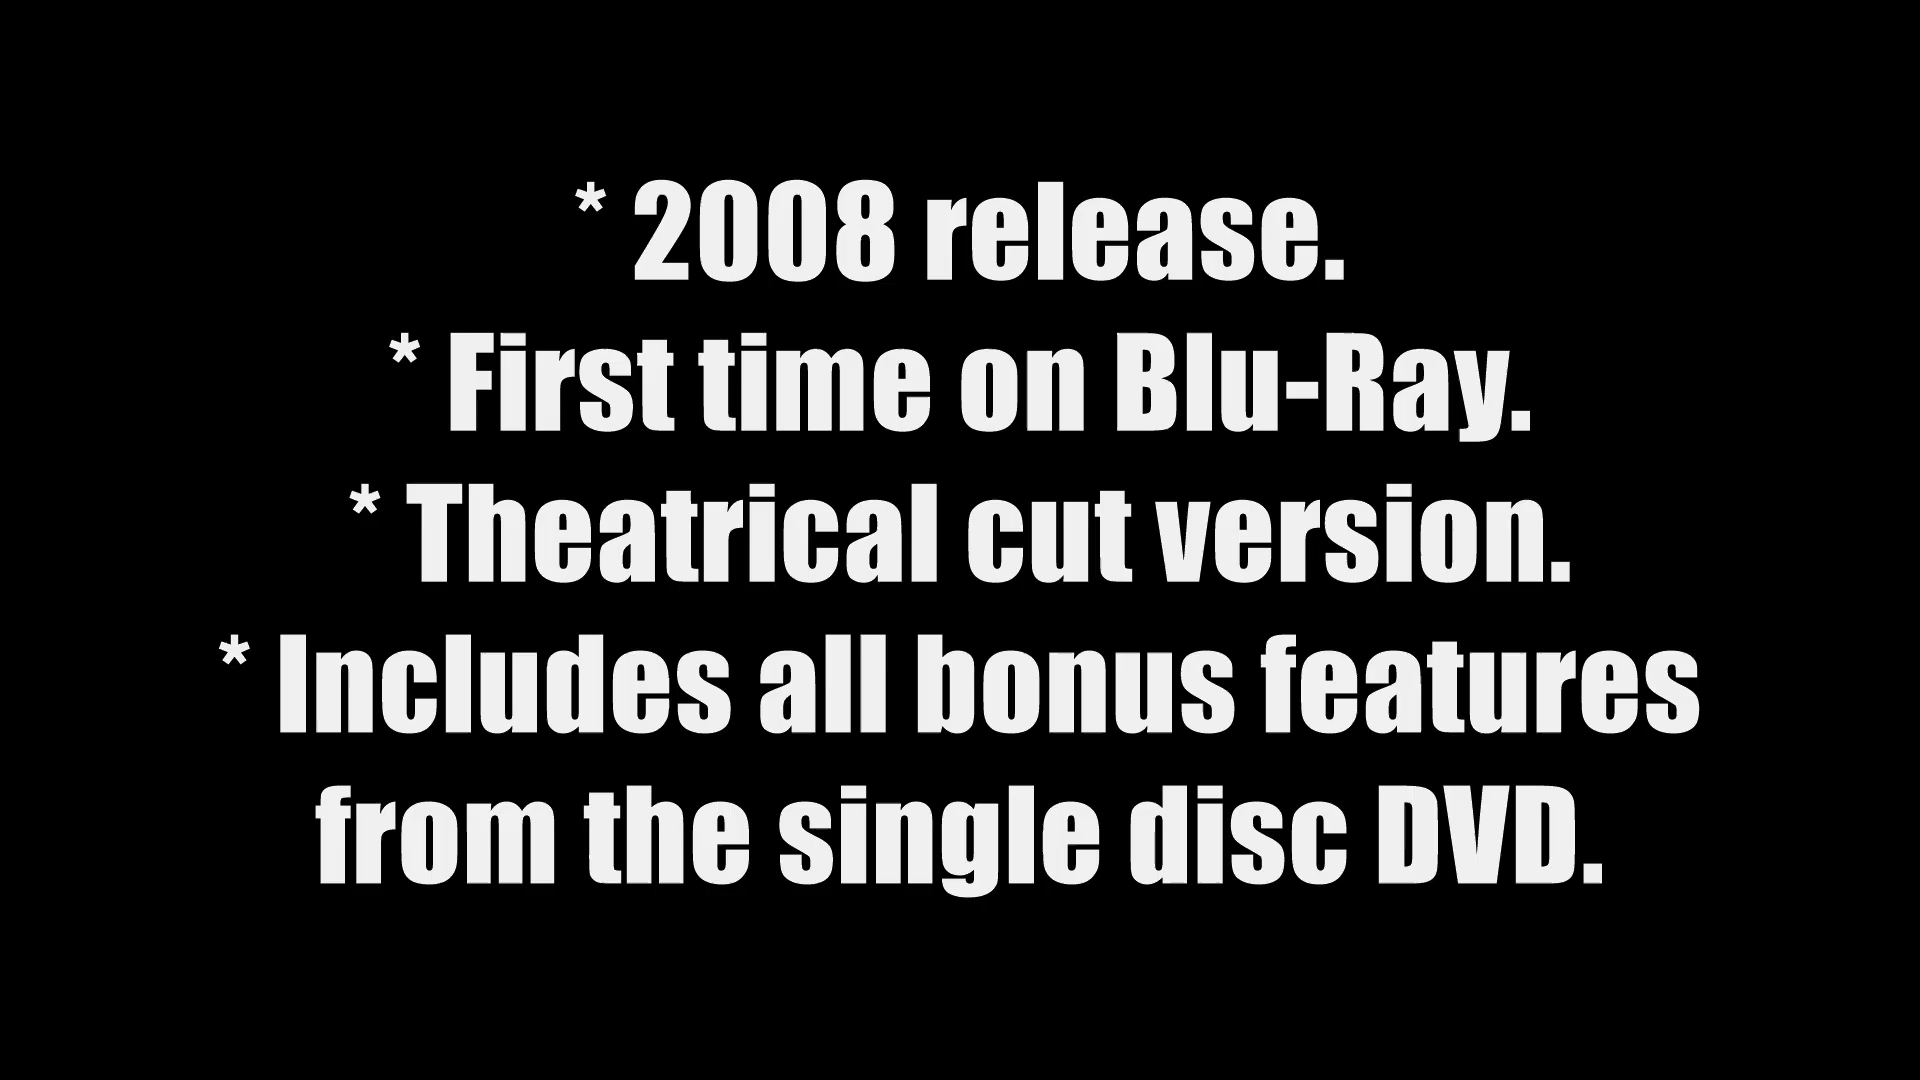 * 2008 release.
* First time on Blu-Ray.
* Theatrical cut version.
* Includes all bonus features
from the single disc DVD.